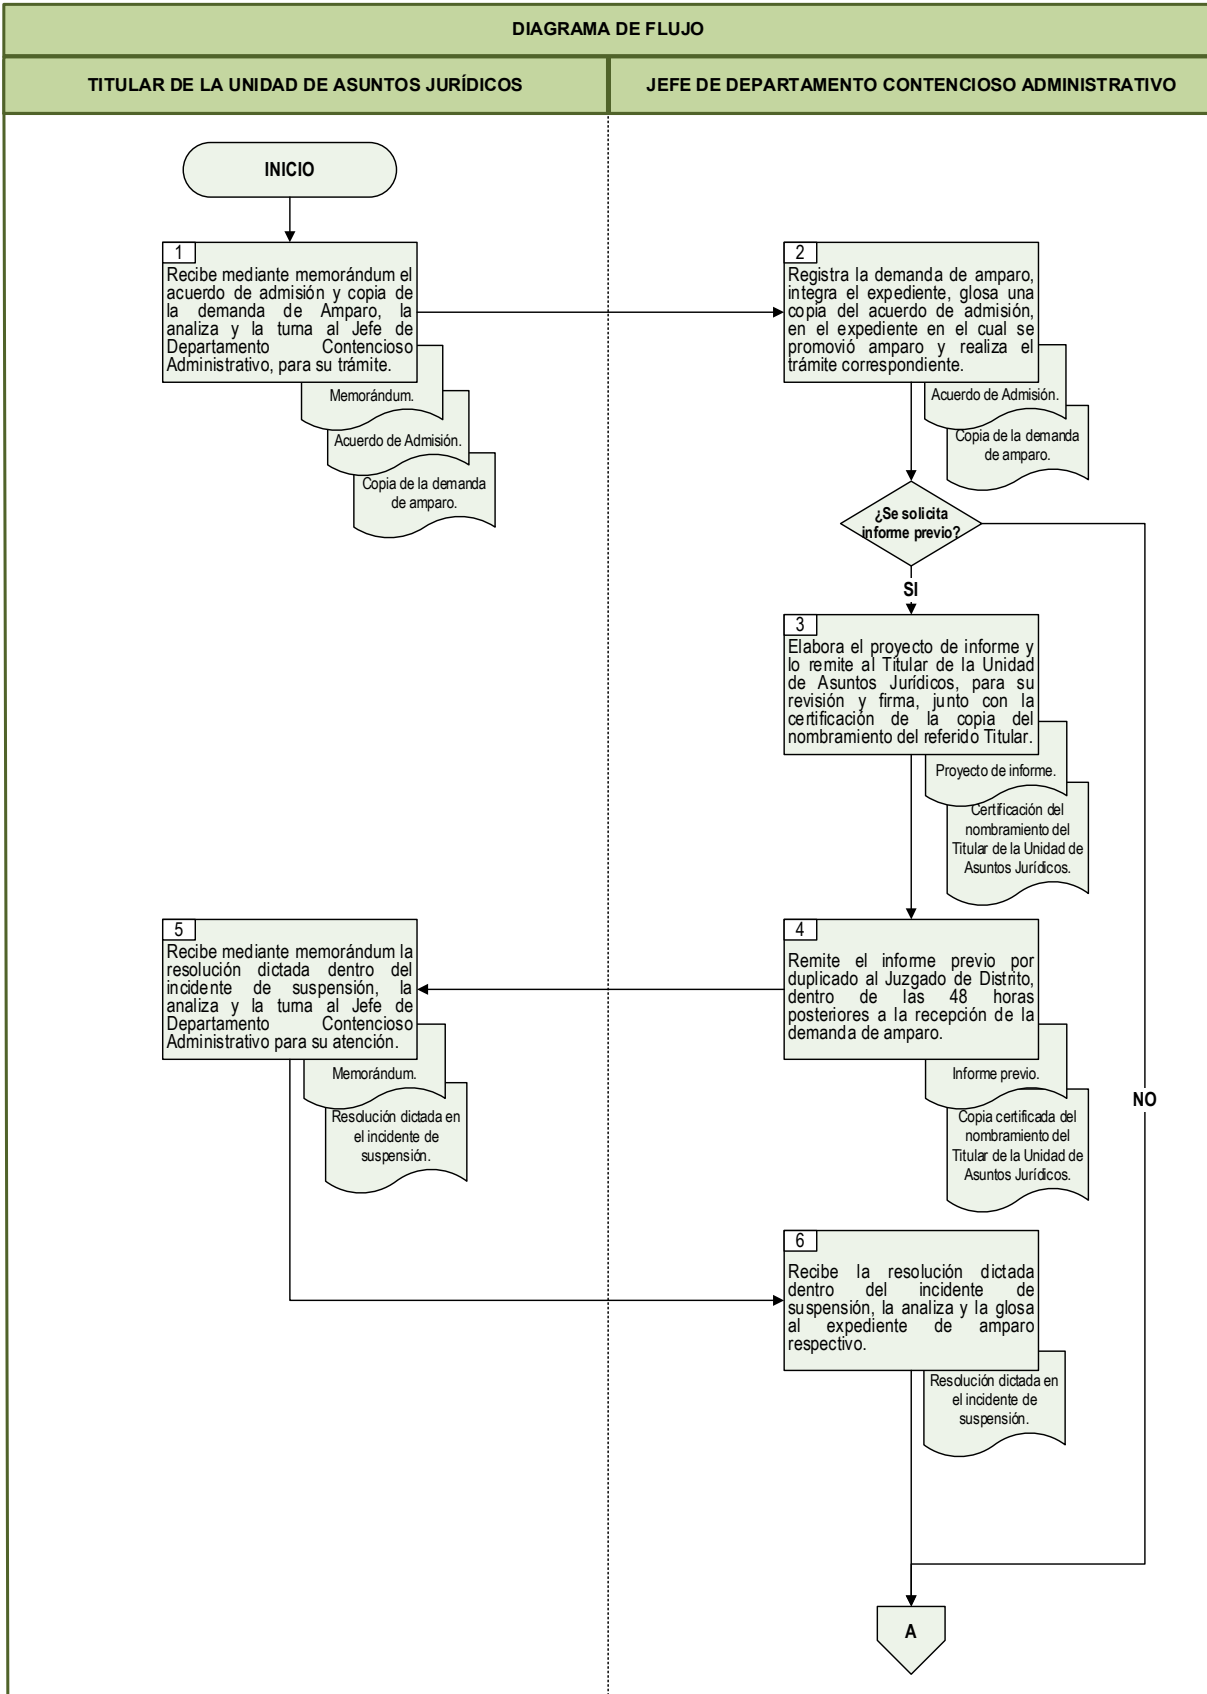 DIAGRAMA DE FLUJO
TITULAR DE LA UNIDAD DE ASUNTOS JURÍDICOS
JEFE DE DEPARTAMENTO CONTENCIOSO ADMINISTRATIVO
INICIO
1
Recibe mediante memorándum el
acuerdo de admisión y copia de
la demanda de Amparo, la
analiza y la turna al Jefe de
Departamento Contencioso
Administrativo, para su trámite.
Memorándum.
Acuerdo de Admisión.
Copia de la demanda
de amparo.
2
Registra la demanda de amparo,
integra el expediente, glosa una
copia del acuerdo de admisión,
en el expediente en el cual se
promovió amparo y realiza el
trámite correspondiente.
Acuerdo de Admisión.
Copia de la demanda
de amparo.
¿Se solicita
informe previo?
SI
3
Elabora el proyecto de informe y
lo remite al Titular de la Unidad
de Asuntos Jurídicos, para su
revisión y firma, junto con la
certificación de la copia del
nombramiento del referido Titular.
Proyecto de informe.
Certificación del
nombramiento del
Titular de la Unidad de
Asuntos Jurídicos.
4
Remite el informe previo por
duplicado al Juzgado de Distrito,
dentro de las 48 horas
posteriores a la recepción de la
demanda de amparo.
Informe previo.
Copia certificada del
nombramiento del
Titular de la Unidad de
Asuntos Jurídicos.
NO
5
Recibe mediante memorándum la
resolución dictada dentro del
incidente de suspensión, la
analiza y la turna al Jefe de
Departamento Contencioso
Administrativo para su atención.
Memorándum.
Resolución dictada en
el incidente de
suspensión.
6
Recibe la resolución dictada
dentro del incidente de
suspensión, la analiza y la glosa
al expediente de amparo
respectivo.
Resolución dictada en
el incidente de
suspensión.
A